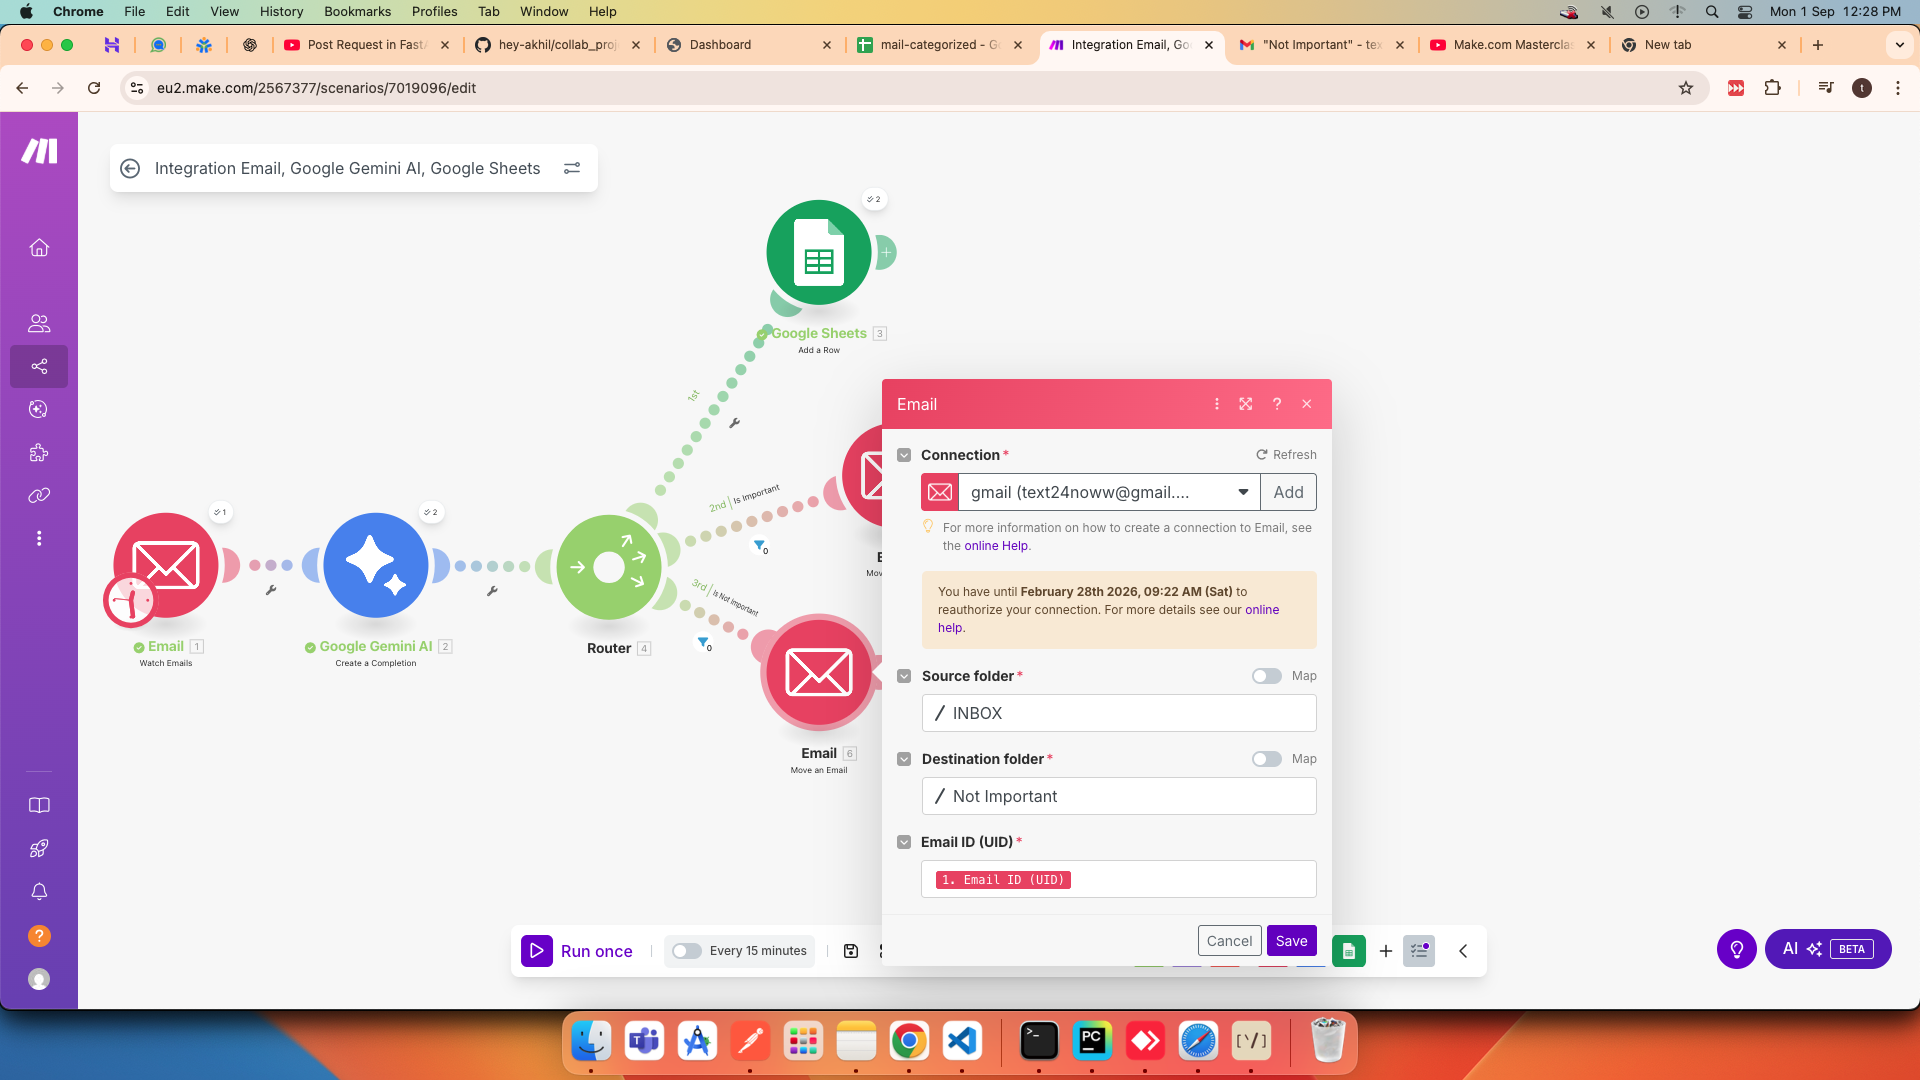 Chrome File Edit View History Bookmarks Profiles Tab Window Help Mon 1 Sep 12:28 PM
Post Request in Fast hey-akhil/collab_pro Dashboard mail-categorized - G Integration Email, Go "Not Important" - tex Make.com Mastercla New tab
eu2.make.com/2567377/scenarios/7019096/edit t
Integration Email, Google Gemini AI, Google Sheets
2
Google Sheets 3
Add a Row
1st
2nd Is Important
0
3rd Is Not Important
0
1
Email 1
Watch Emails
2
Google Gemini AI 2
Create a Completion
Router 4
E
Mov
Email 6
Move an Email
Email ?
Connection * Refresh
gmail (text24noww@gmail.... Add
For more information on how to create a connection to Email, see
the online Help.
You have until February 28th 2026, 09:22 AM (Sat) to
reauthorize your connection. For more details see our online
help.
Source folder * Map
/ INBOX
Destination folder * Map
/ Not Important
Email ID (UID) *
1. Email ID (UID)
Cancel Save
Run once Every 15 minutes
AI BETA
?
PC